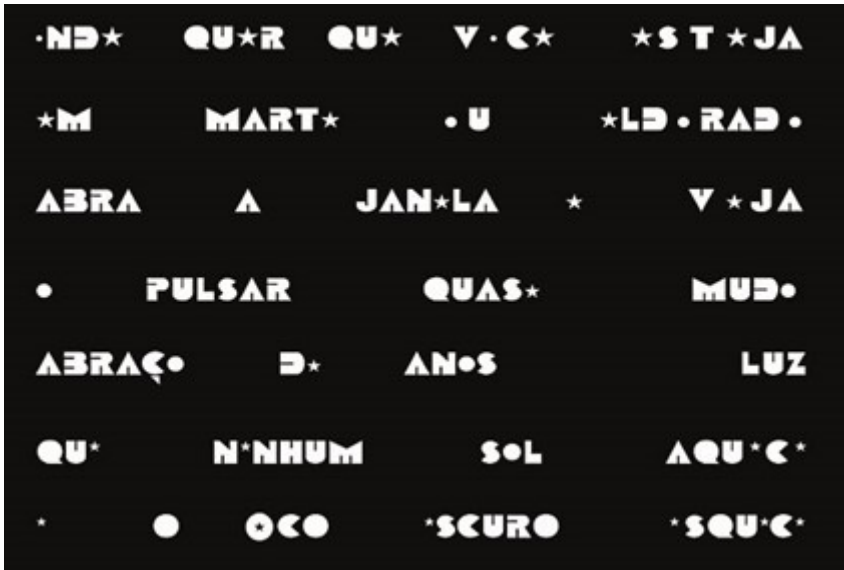 •ND★ QU★R QU★ V•C★ ★ST★JA
★M MART★ •U ★LD•RAD•
ABRA A JAN★LA ★ V★JA
• PULSAR QUAS★ MUD•
ABRAÇ• D★ AN•S LUZ
QU★ N★NHUM S•L AQU★C★
★ • ✪C• ★SCUR• ★SQU★C★